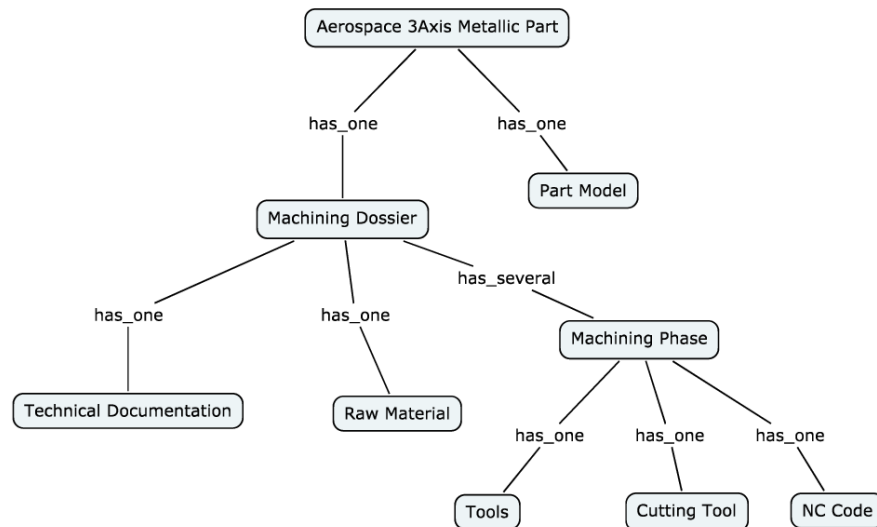 Aerospace 3Axis Metallic Part
has_one
has_one
Part Model
Machining Dossier
has_several
has_one
has_one
Machining Phase
Technical Documentation
Raw Material
has_one
has_one
has_one
Tools
Cutting Tool
NC Code